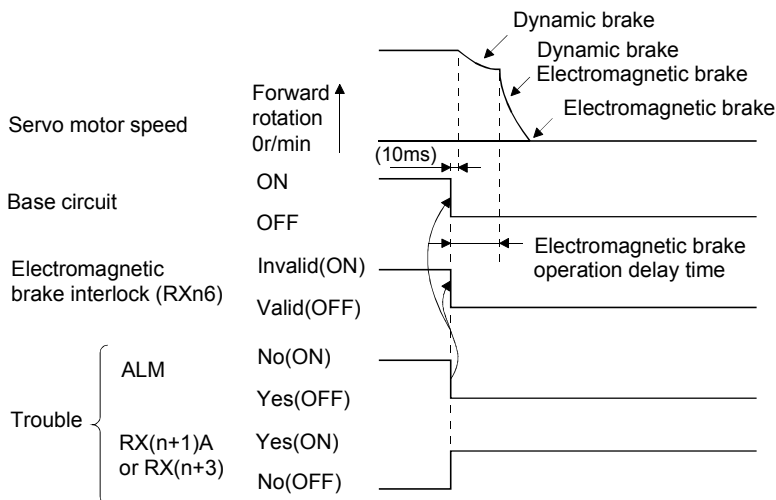 Dynamic brake
Dynamic brake
Electromagnetic brake
Electromagnetic brake
Forward
rotation
0r/min
Servo motor speed
(10ms)
ON
Base circuit
OFF
Electromagnetic brake
operation delay time
Invalid(ON)
Electromagnetic
brake interlock (RXn6)
Valid(OFF)
No(ON)
ALM
Yes(OFF)
Trouble
Yes(ON)
RX(n+1)A
or RX(n+3)
No(OFF)